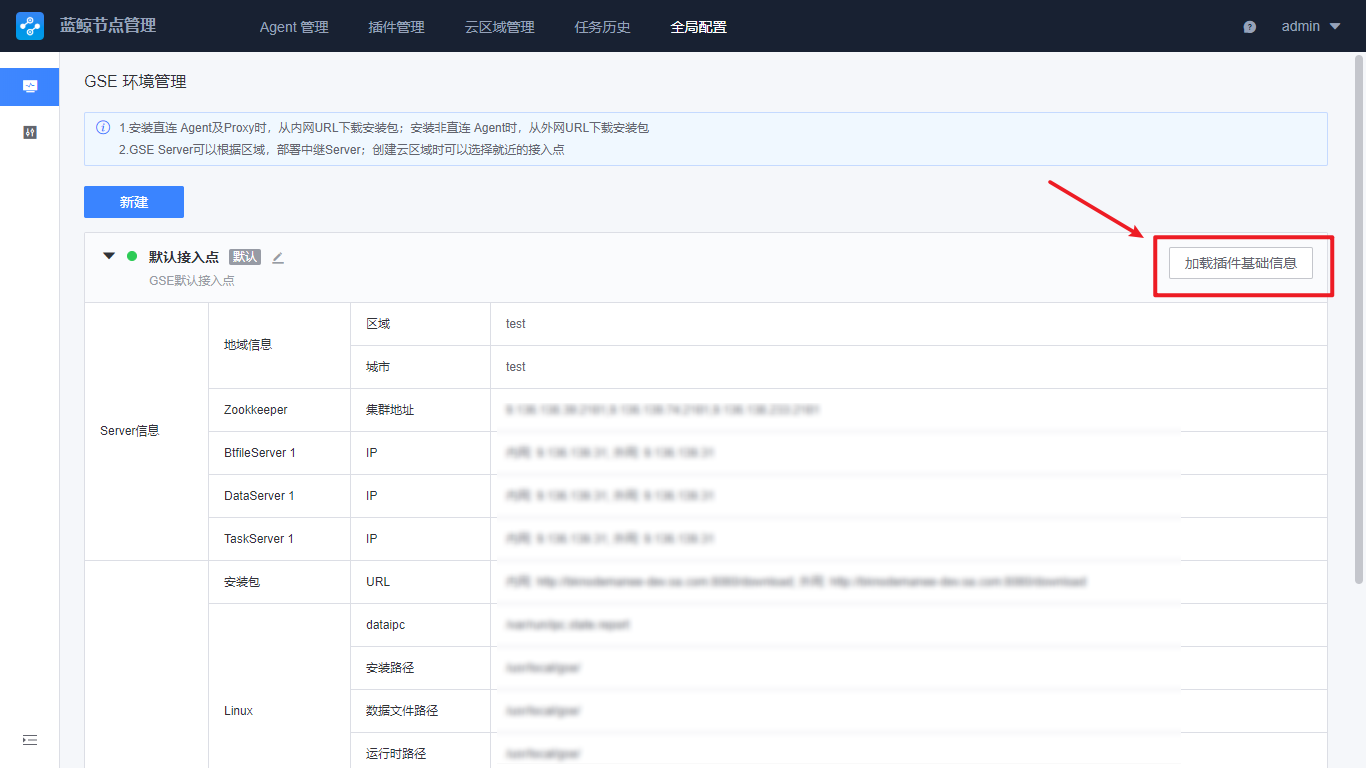 蓝鲸节点管理
Agent 管理
插件管理
云区域管理
任务历史
全局配置
?
admin
GSE 环境管理
1.安装直连 Agent及Proxy时，从内网URL下载安装包；安装非直连 Agent时，从外网URL下载安装包
2.GSE Server可以根据区域，部署中继Server；创建云区域时可以选择就近的接入点
新建
默认接入点 默认
GSE默认接入点
加载插件基础信息
Server信息
地域信息
区域 test
城市 test
Zookkeeper 集群地址
BtfileServer 1 IP
DataServer 1 IP
TaskServer 1 IP
安装包 URL
Linux
dataipc
安装路径
数据文件路径
运行时路径